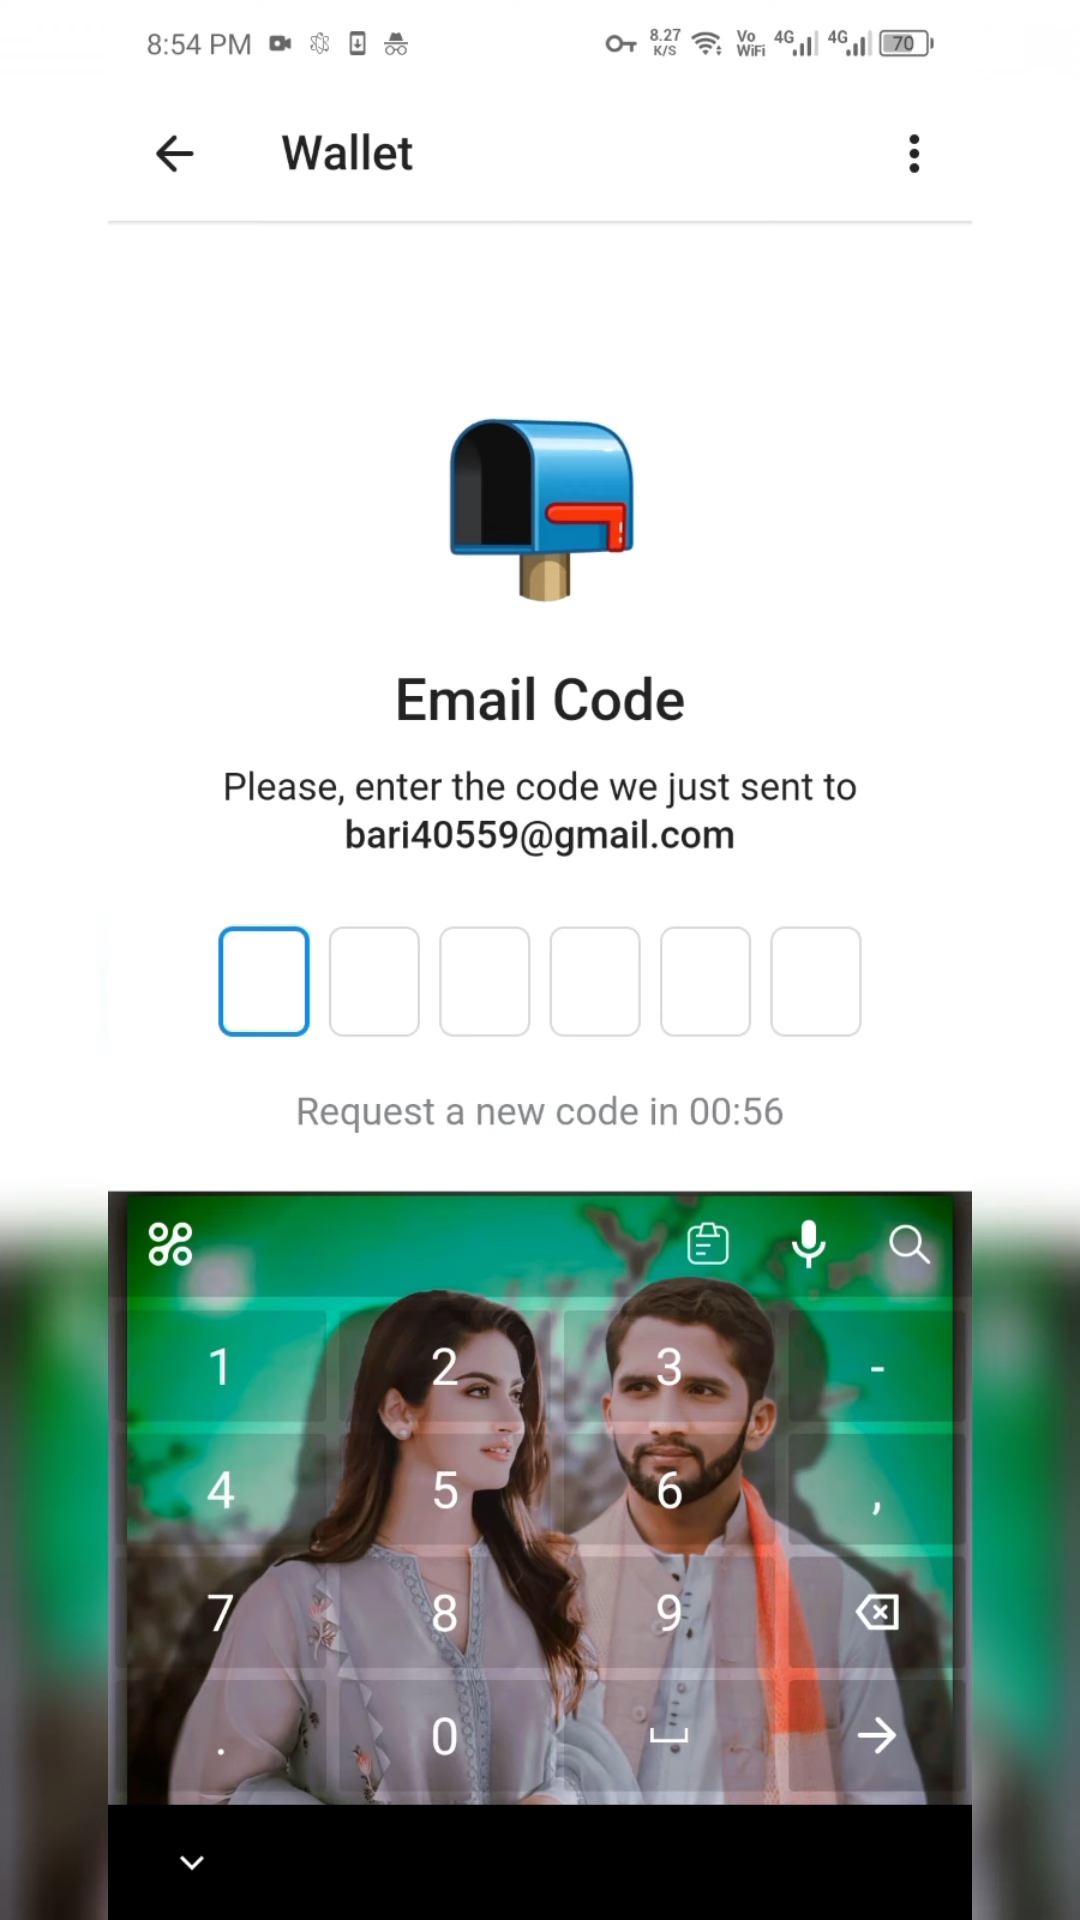 8:54 PM 8.27 K/S Vo WiFi 4G 4G 70
Wallet
Email Code
Please, enter the code we just sent to
bari40559@gmail.com
Request a new code in 00:56
1 2 3 -
4 5 6 ,
7 8 9
. 0